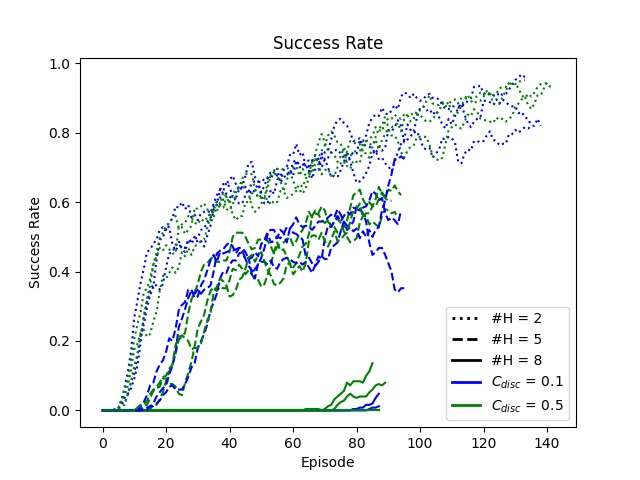 Success Rate
1.0
0.8
0.6
0.4
0.2
0.0
Success Rate
0
20
40
60
80
100
120
140
Episode
#H = 2
#H = 5
#H = 8
C_disc = 0.1
C_disc = 0.5